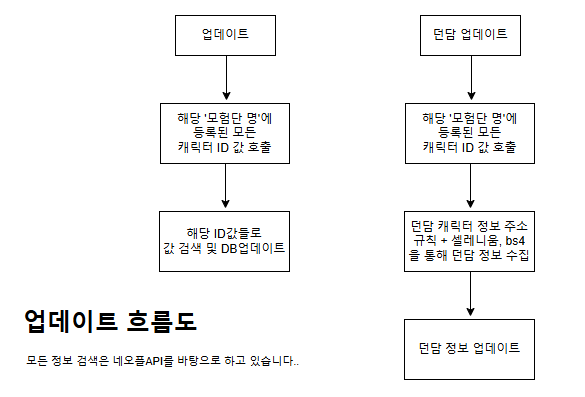 업데이트
해당 '모험단 명'에
등록된 모든
캐릭터 ID 값 호출
해당 ID값들로
값 검색 및 DB업데이트
던담 업데이트
해당 '모험단 명'에
등록된 모든
캐릭터 ID 값 호출
던담 캐릭터 정보 주소
규칙 + 셀레니움, bs4
을 통해 던담 정보 수집
던담 정보 업데이트
업데이트 흐름도
모든 정보 검색은 네오플API를 바탕으로 하고 있습니다..